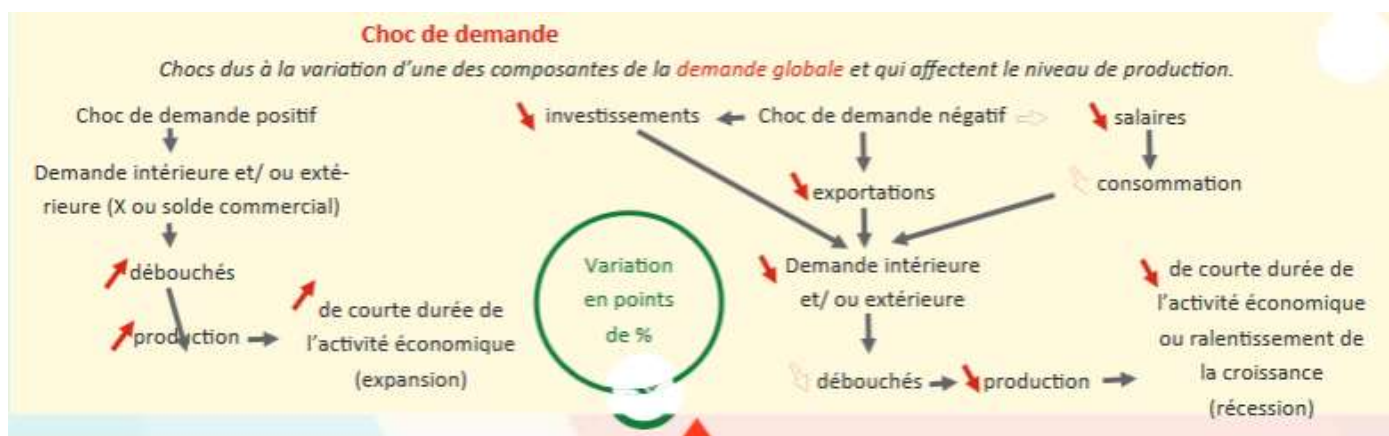 Choc de demande
Chocs dus à la variation d’une des composantes de la demande globale et qui affectent le niveau de production.
Choc de demande positif
Demande intérieure et/ ou exté-
rieure (X ou solde commercial)
débouchés
production
de courte durée de
l’activité économique
(expansion)
Variation
en points
de %
investissements
Choc de demande négatif
salaires
exportations
consommation
Demande intérieure
et/ ou extérieure
débouchés
production
de courte durée de
l’activité économique
ou ralentissement de
la croissance
(récession)